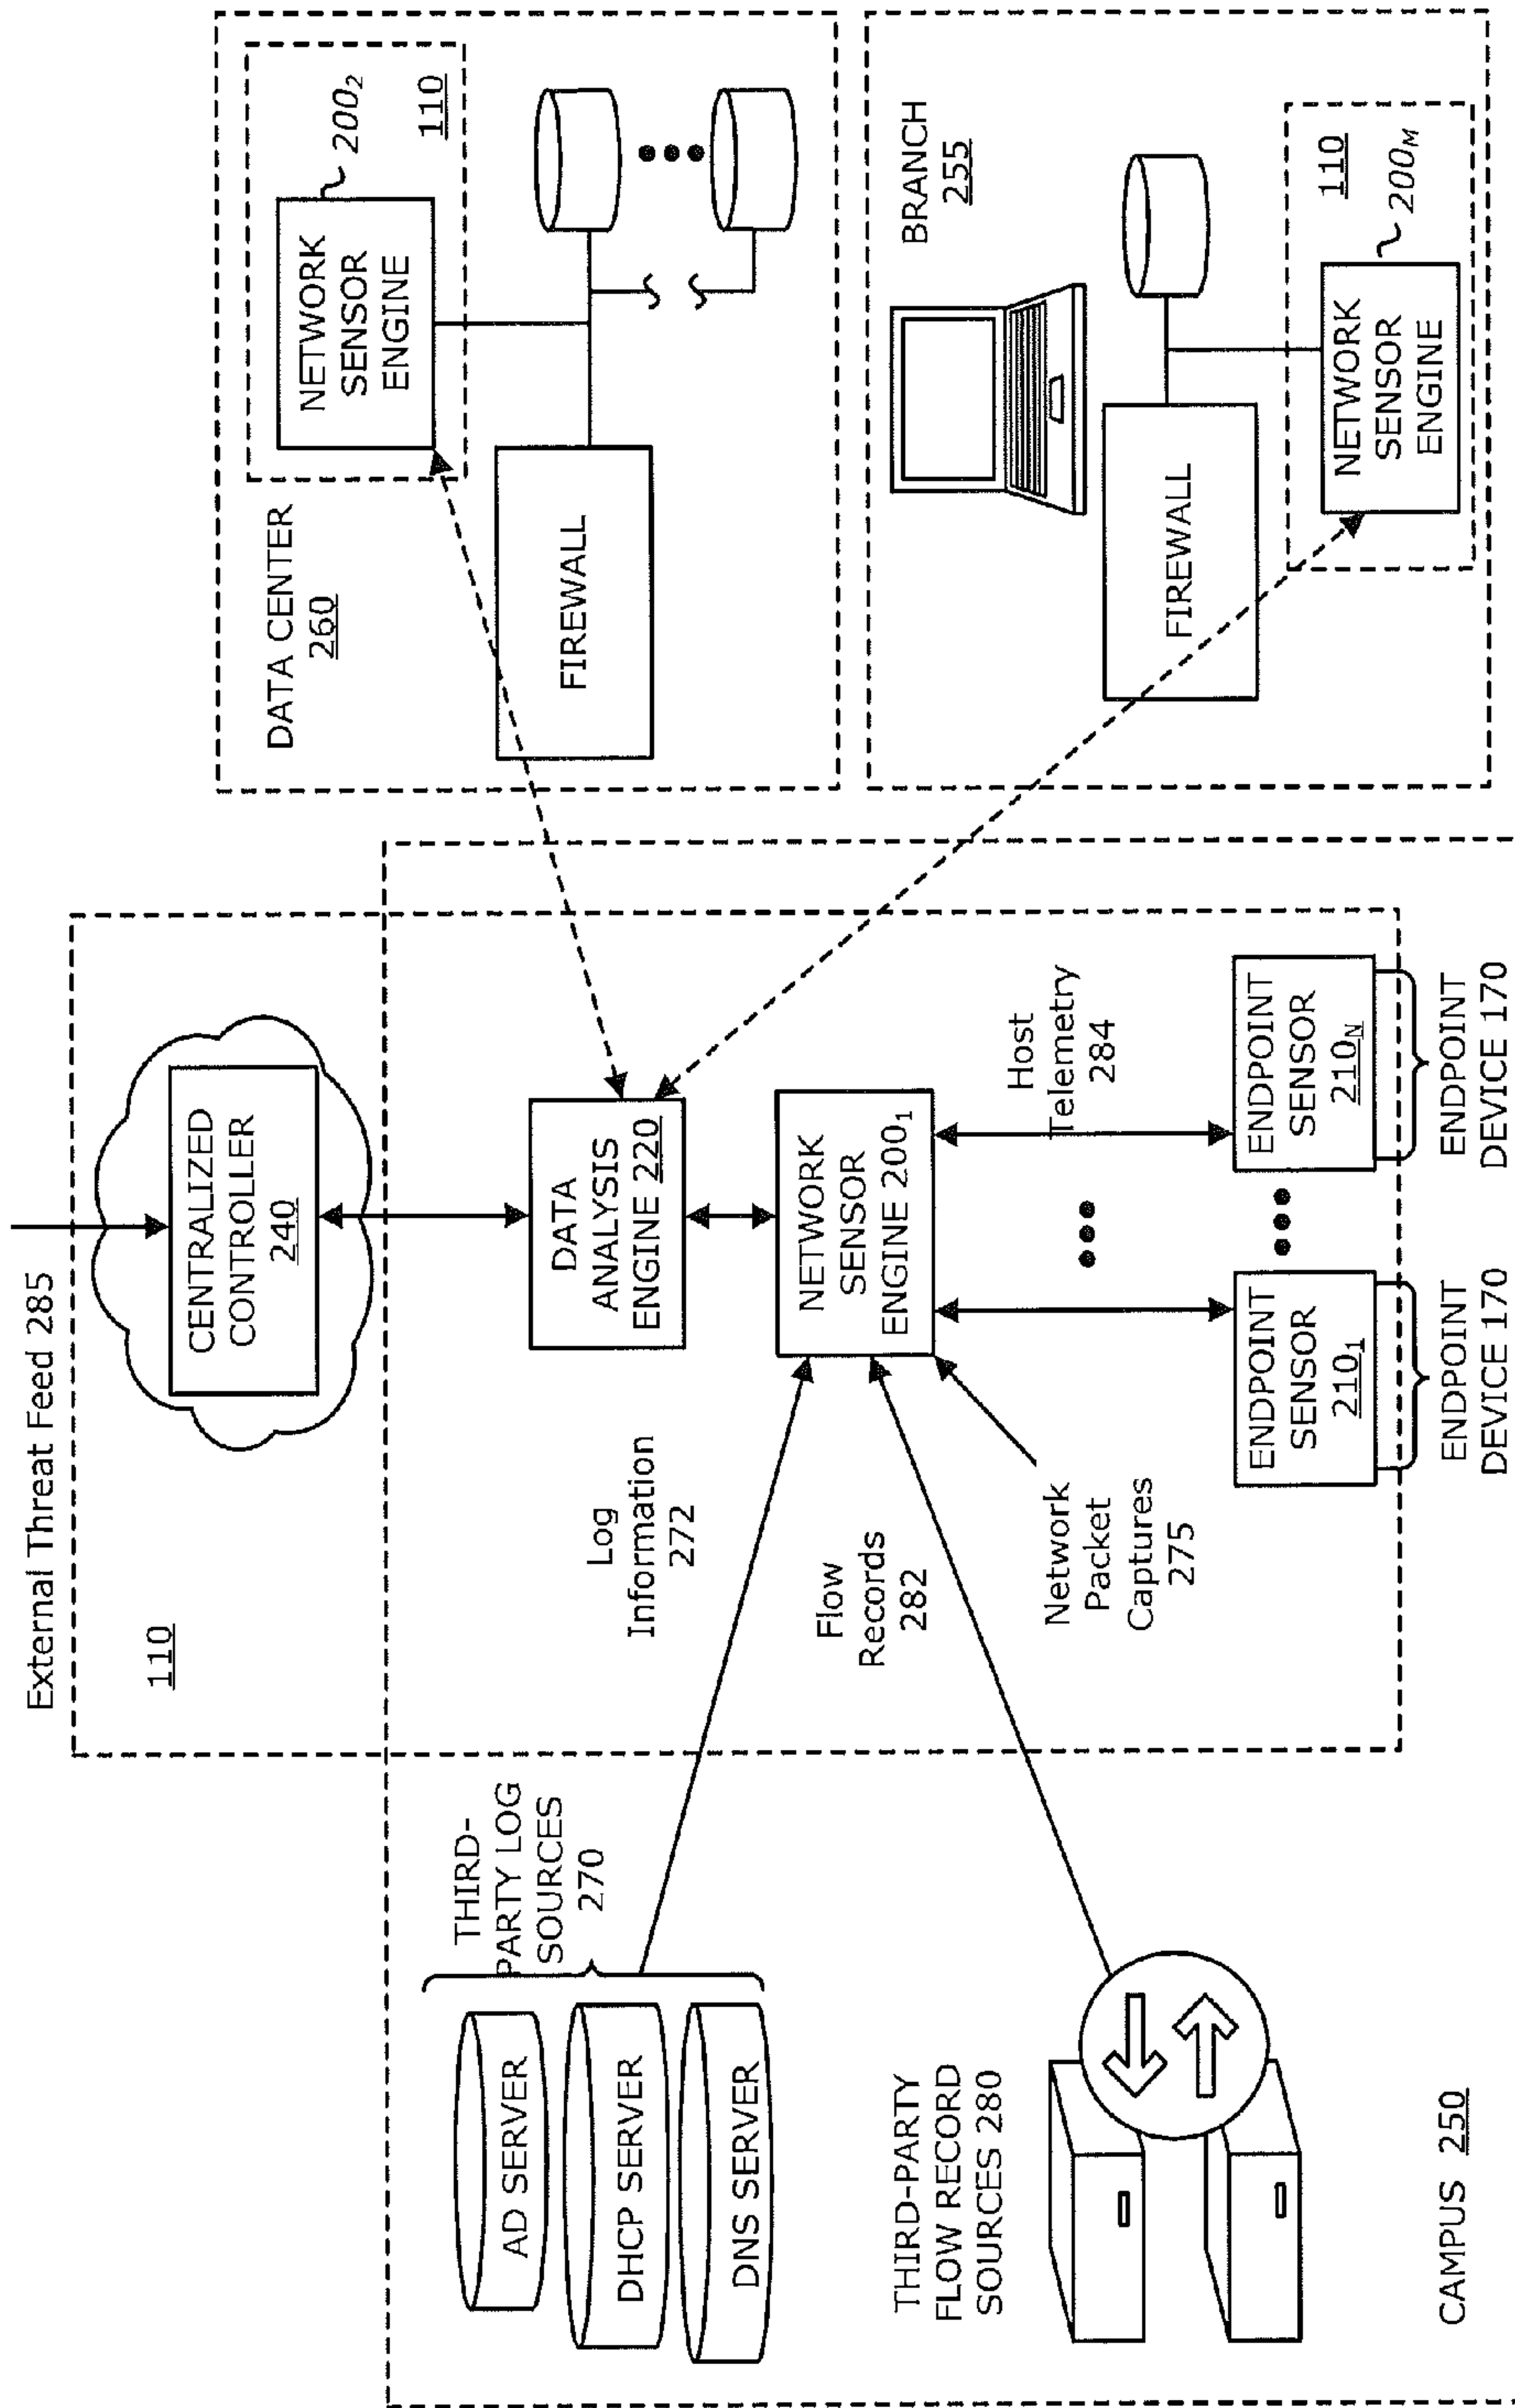 External Threat Feed 285
110
CENTRALIZED
CONTROLLER
240
THIRD-
PARTY LOG
SOURCES
270
AD SERVER
DHCP SERVER
DNS SERVER
Log
Information
272
DATA
ANALYSIS
ENGINE 220
THIRD-PARTY
FLOW RECORD
SOURCES 280
Flow
Records
282
NETWORK
SENSOR
ENGINE 200₁
Network
Packet
Captures
275
Host
Telemetry
284
ENDPOINT
SENSOR
210₁
ENDPOINT
SENSOR
210N
ENDPOINT
DEVICE 170
ENDPOINT
DEVICE 170
CAMPUS 250
DATA CENTER
260
NETWORK
SENSOR
ENGINE
200₂
110
FIREWALL
BRANCH
255
FIREWALL
110
NETWORK
SENSOR
ENGINE
200M